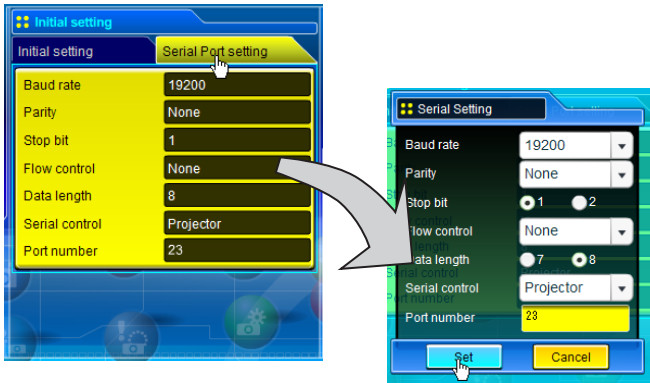 Initial setting
Initial setting Serial Port setting
Baud rate 19200
Parity None
Stop bit 1
Flow control None
Data length 8
Serial control Projector
Port number 23
Serial Setting
Baud rate 19200
Parity None
Stop bit 1 2
Flow control None
Data length 7 8
Serial control Projector
Port number 23
Set Cancel